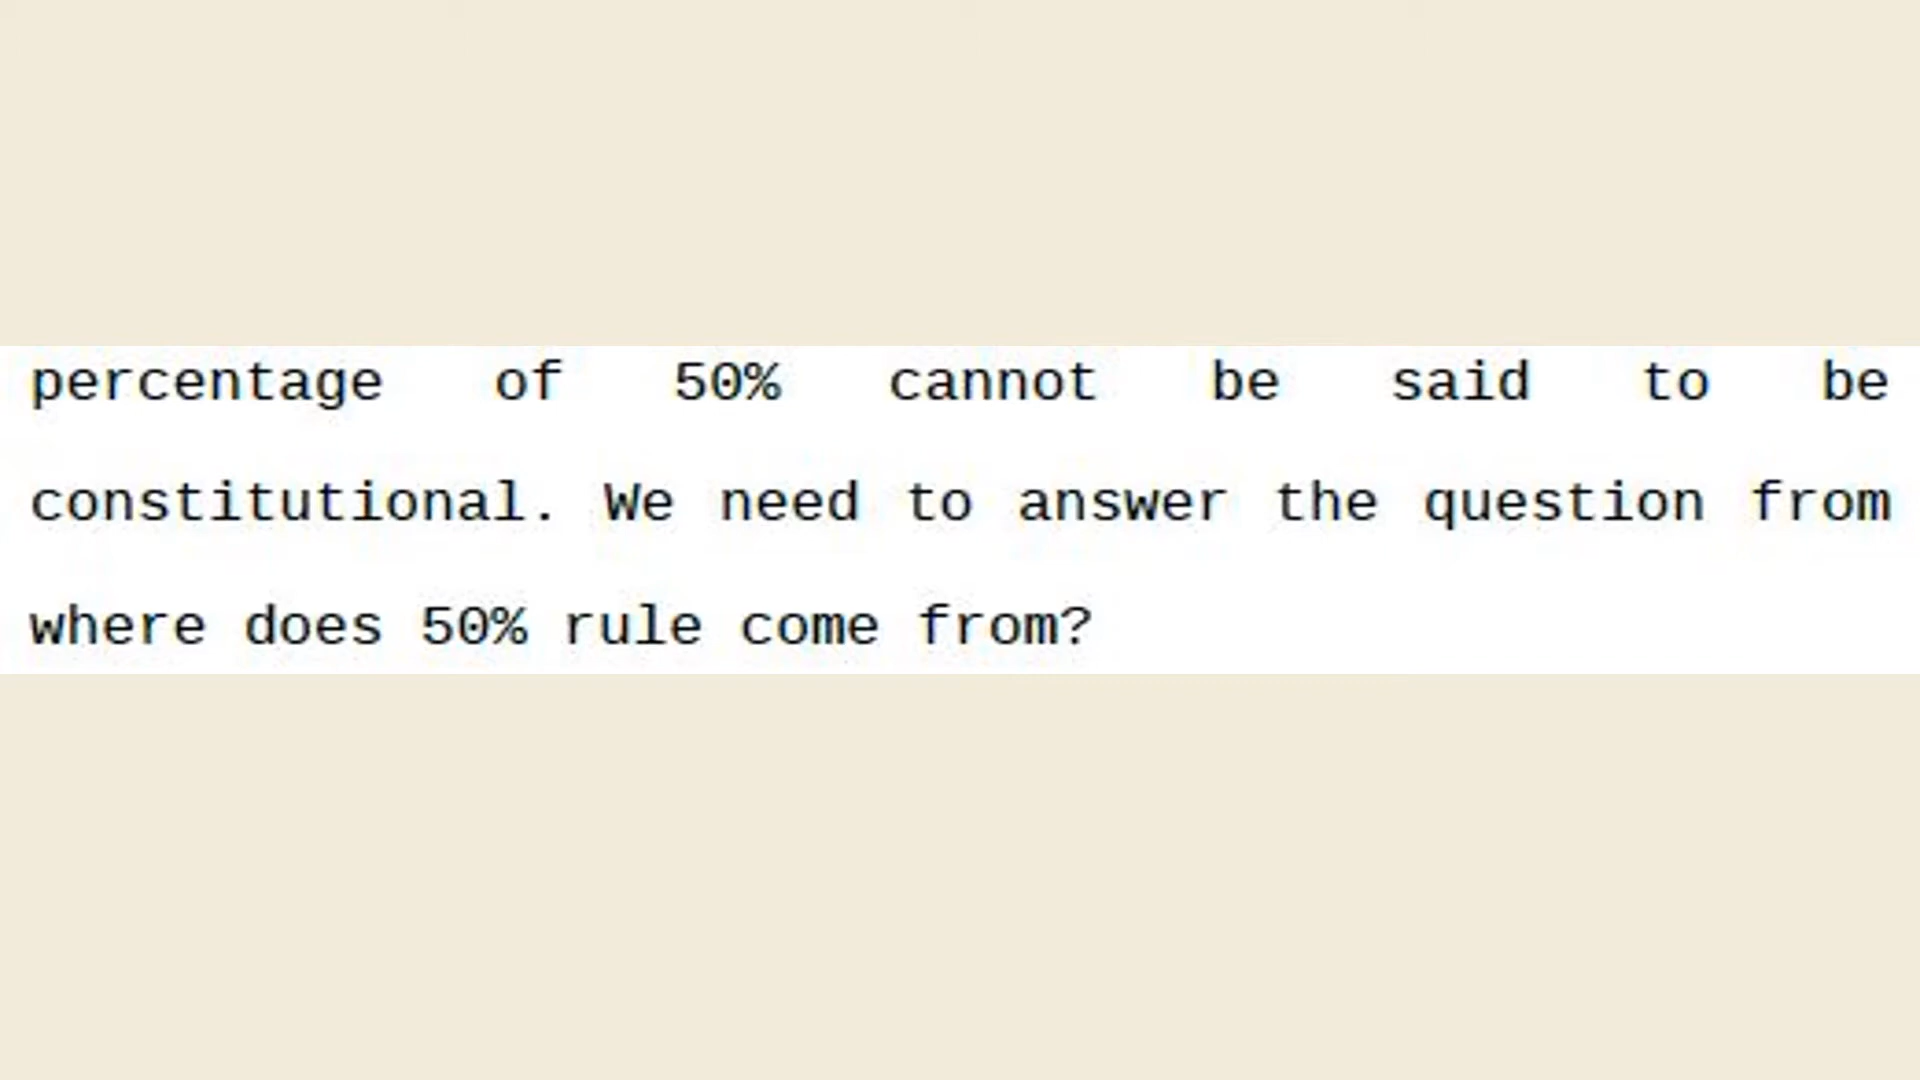 percentage of 50% cannot be said to be
constitutional. We need to answer the question from
where does 50% rule come from?